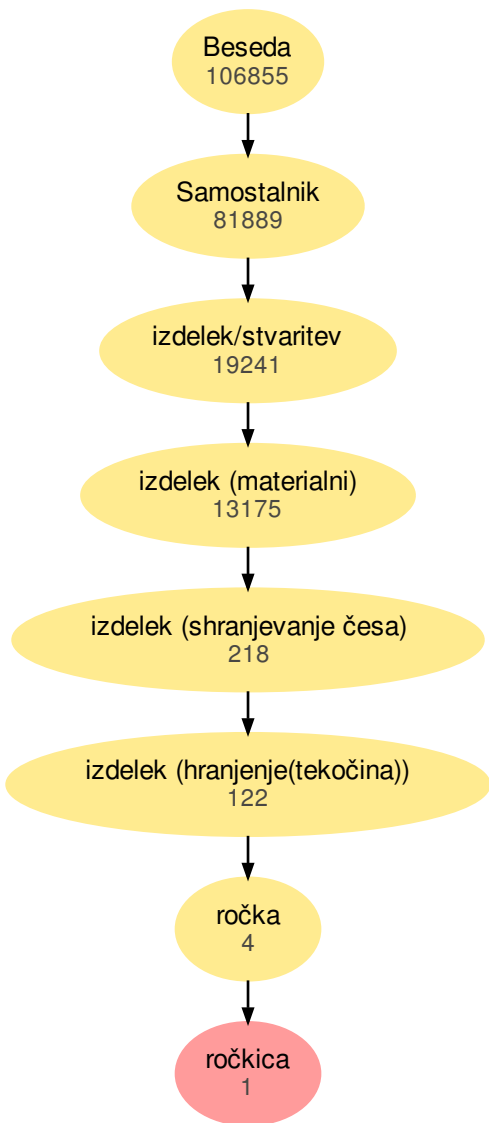 Beseda
106855
Samostalnik
81889
izdelek/stvaritev
19241
izdelek (materialni)
13175
izdelek (shranjevanje česa)
218
izdelek (hranjenje(tekočina))
122
ročka
4
ročkica
1